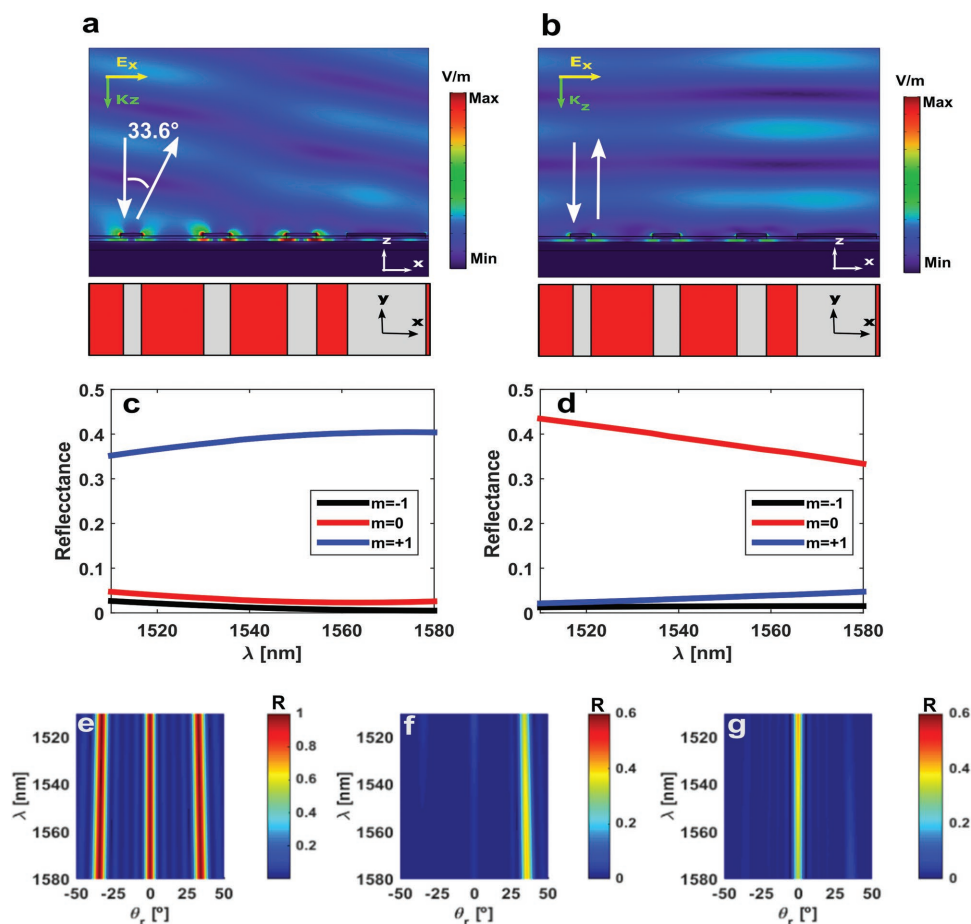 a
E x
Kz
33.6°
z
x
V/m
Max
Min
y
x
b
E x
K z
z
x
V/m
Max
Min
y
x
c
Reflectance
0.5
0.4
0.3
0.2
0.1
0
m=-1
m=0
m=+1
1520 1540 1560 1580
λ [nm]
d
Reflectance
0.5
0.4
0.3
0.2
0.1
0
m=-1
m=0
m=+1
1520 1540 1560 1580
λ [nm]
e
λ [nm]
1520
1540
1560
1580
-50 -25 0 25 50
θr [º]
R
1
0.8
0.6
0.4
0.2
f
λ [nm]
1520
1540
1560
1580
-50 -25 0 25 50
θr [º]
R
0.6
0.4
0.2
0
g
λ [nm]
1520
1540
1560
1580
-50 -25 0 25 50
θr [º]
R
0.6
0.4
0.2
0